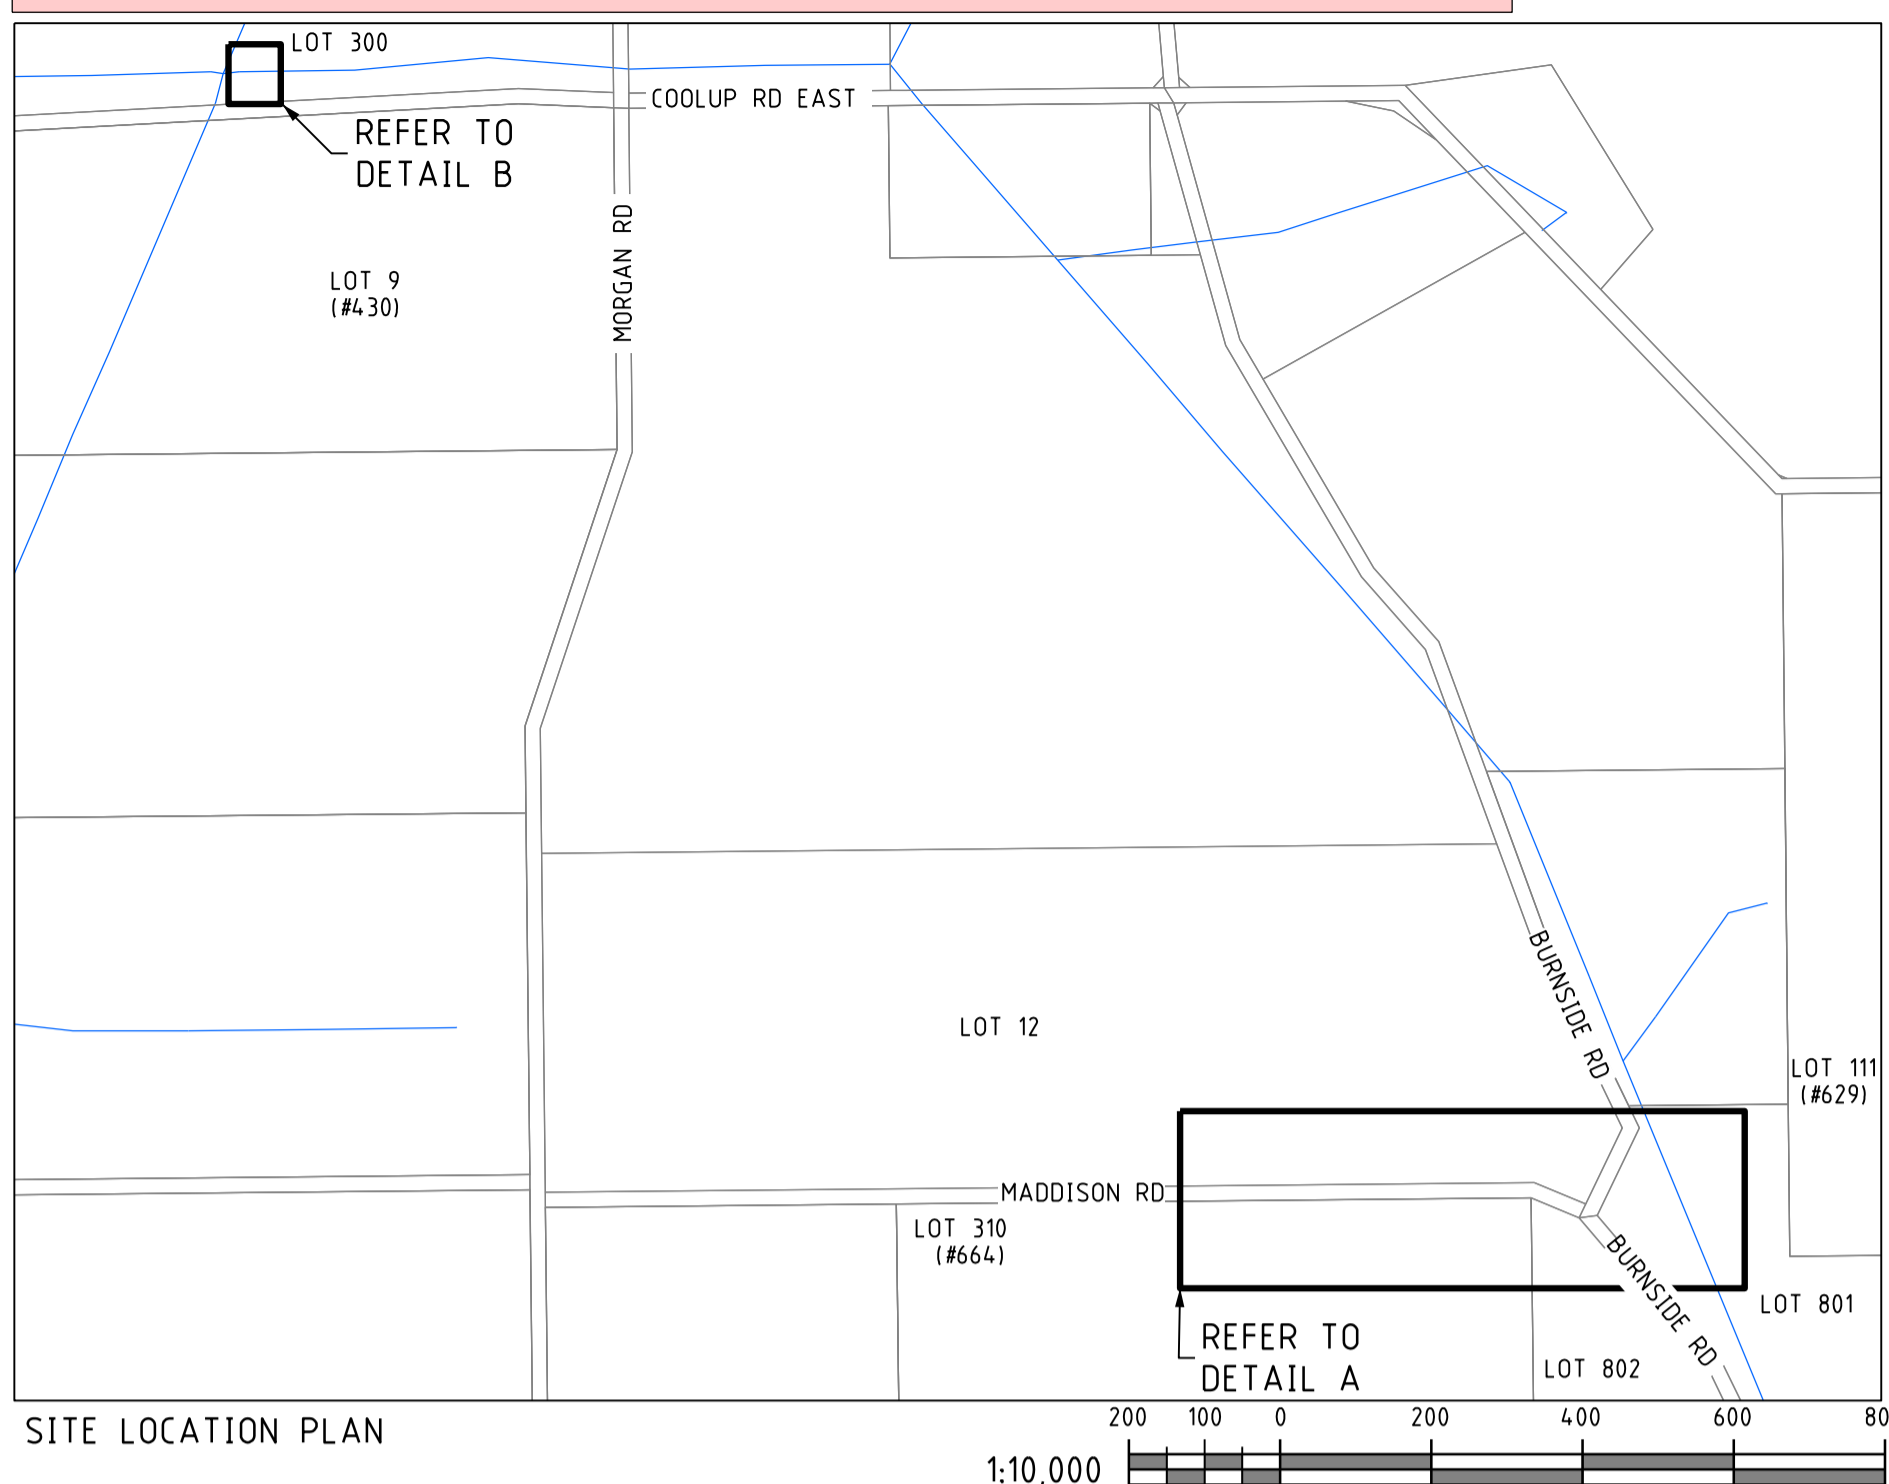 LOT 300
COOLUP RD EAST
REFER TO
DETAIL B
MORGAN RD
LOT 9
(#430)
BURNSIDE RD
LOT 12
LOT 111
(#629)
MADDISON RD
LOT 310
(#664)
BURNSIDE RD
LOT 801
REFER TO
DETAIL A
LOT 802
SITE LOCATION PLAN
200 100 0 200 400 600 80
1:10,000